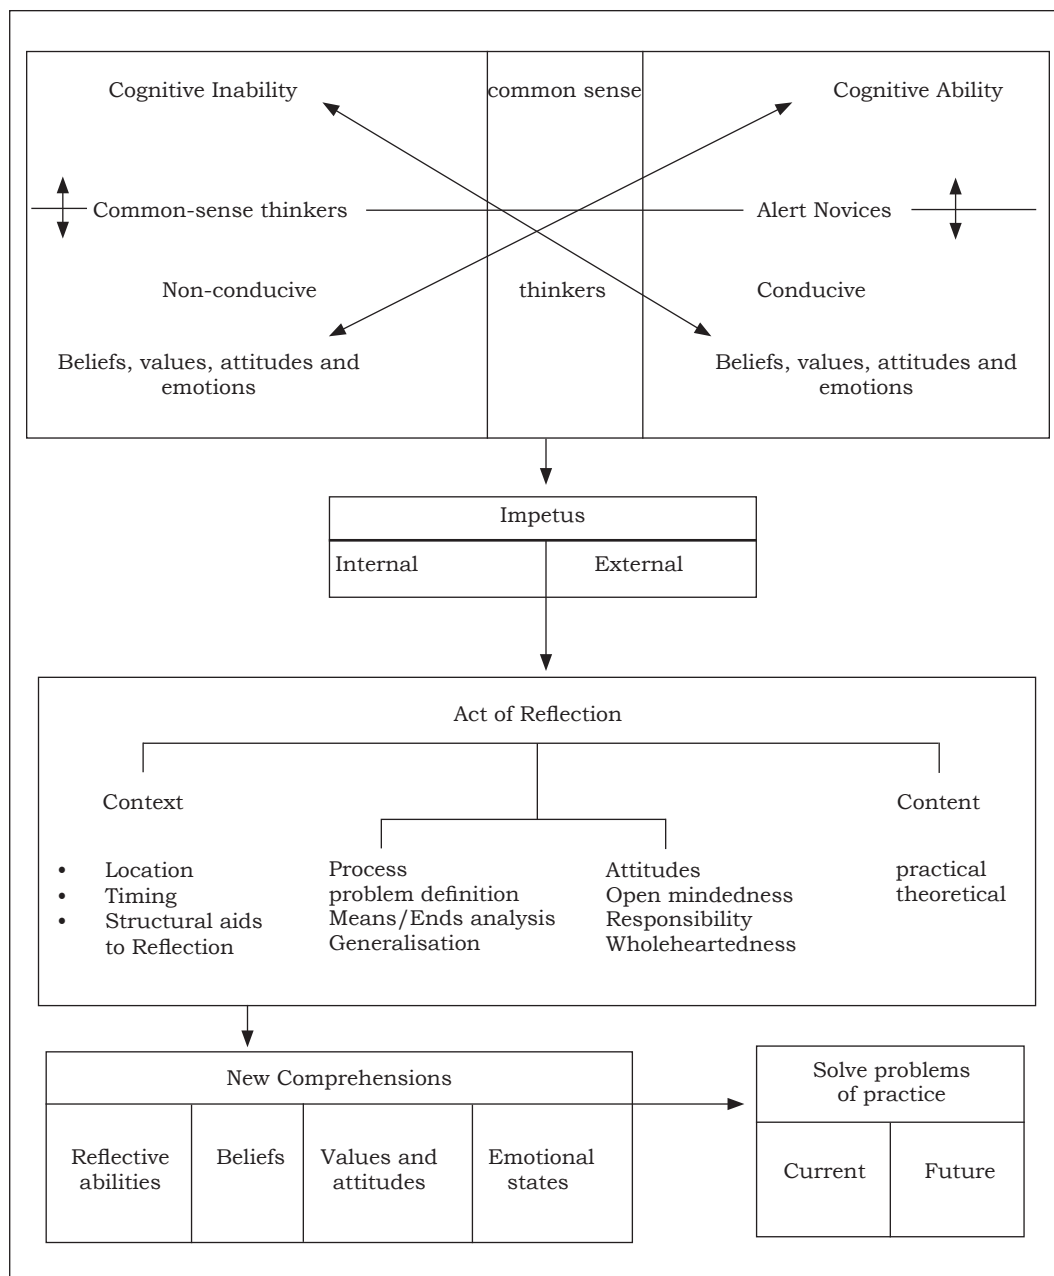 Cognitive Inability
common sense
Cognitive Ability
Common-sense thinkers
Alert Novices
Non-conducive
thinkers
Conducive
Beliefs, values, attitudes and
emotions
Beliefs, values, attitudes and
emotions
Impetus
Internal
External
Act of Reflection
Context
Content
• Location
• Timing
• Structural aids
to Reflection
Process
problem definition
Means/Ends analysis
Generalisation
Attitudes
Open mindedness
Responsibility
Wholeheartedness
practical
theoretical
New Comprehensions
Reflective
abilities
Beliefs
Values and
attitudes
Emotional
states
Solve problems
of practice
Current
Future